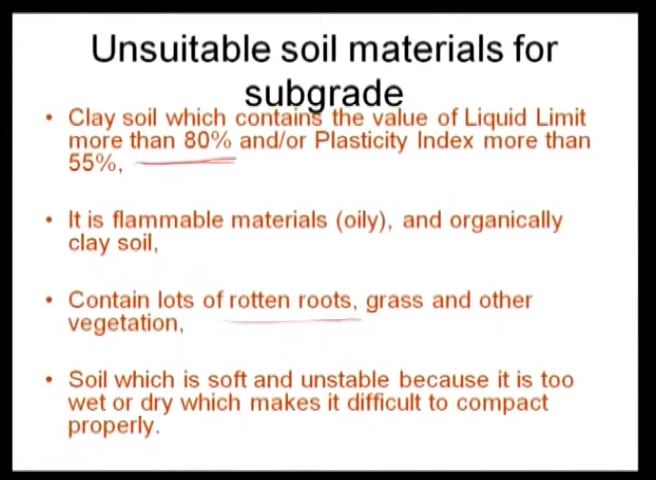 Unsuitable soil materials for
subgrade
• Clay soil which contains the value of Liquid Limit
more than 80% and/or Plasticity Index more than
55%,
• It is flammable materials (oily), and organically
clay soil,
• Contain lots of rotten roots, grass and other
vegetation,
• Soil which is soft and unstable because it is too
wet or dry which makes it difficult to compact
properly.